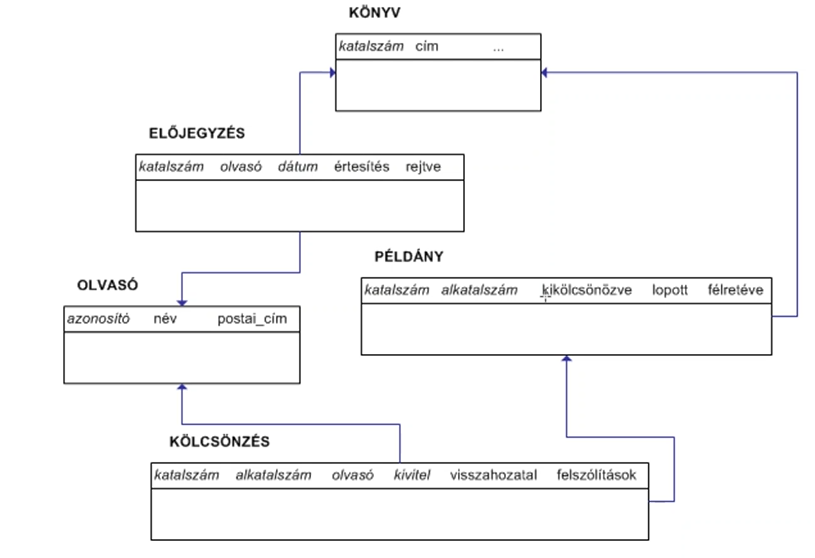 KÖNYV
katalszám cím ...
ELŐJEGYZÉS
katalszám olvasó dátum értesítés rejtve
PÉLDÁNY
katalszám alkatalszám kikölcsönözve lopott félretéve
OLVASÓ
azonosító név postai_cím
KÖLCSÖNZÉS
katalszám alkatalszám olvasó kivitel visszahozatal felszólítások